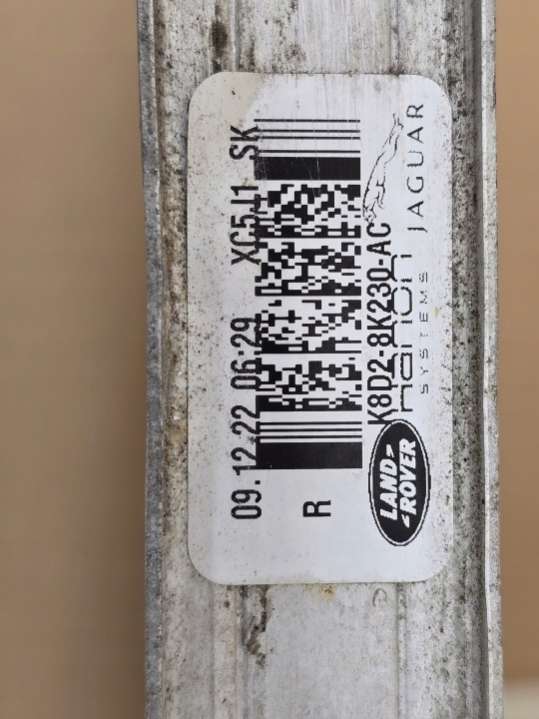 09.12.22 06:29 XC5J1 SK
R
K8D2-8K230-AC
LAND
ROVER
hanon
SYSTEMS
JAGUAR